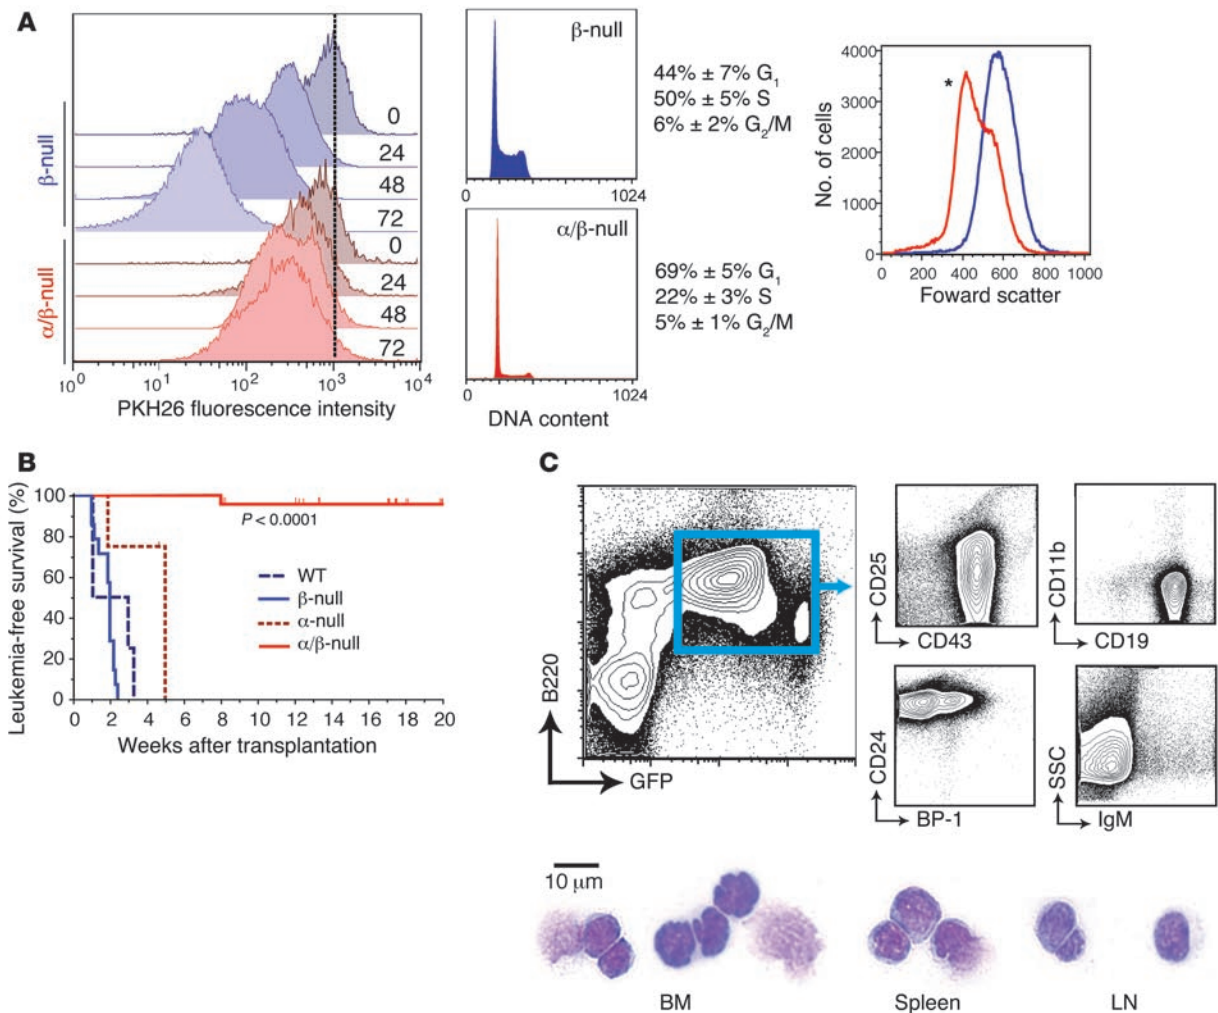 A
β-null
α/β-null
0
24
48
72
0
24
48
72
10^0 10^1 10^2 10^3 10^4
PKH26 fluorescence intensity
β-null
0 1024
44% ± 7% G1
50% ± 5% S
6% ± 2% G2/M
α/β-null
0 1024
DNA content
69% ± 5% G1
22% ± 3% S
5% ± 1% G2/M
No. of cells
4000
3000
2000
1000
0
*
0 200 400 600 800 1000
Foward scatter
B
Leukemia-free survival (%)
100
80
60
40
20
0
P < 0.0001
WT
β-null
α-null
α/β-null
0 2 4 6 8 10 12 14 16 18 20
Weeks after transplantation
C
B220
GFP
CD25
CD43
CD11b
CD19
CD24
BP-1
SSC
IgM
10 μm
BM Spleen LN